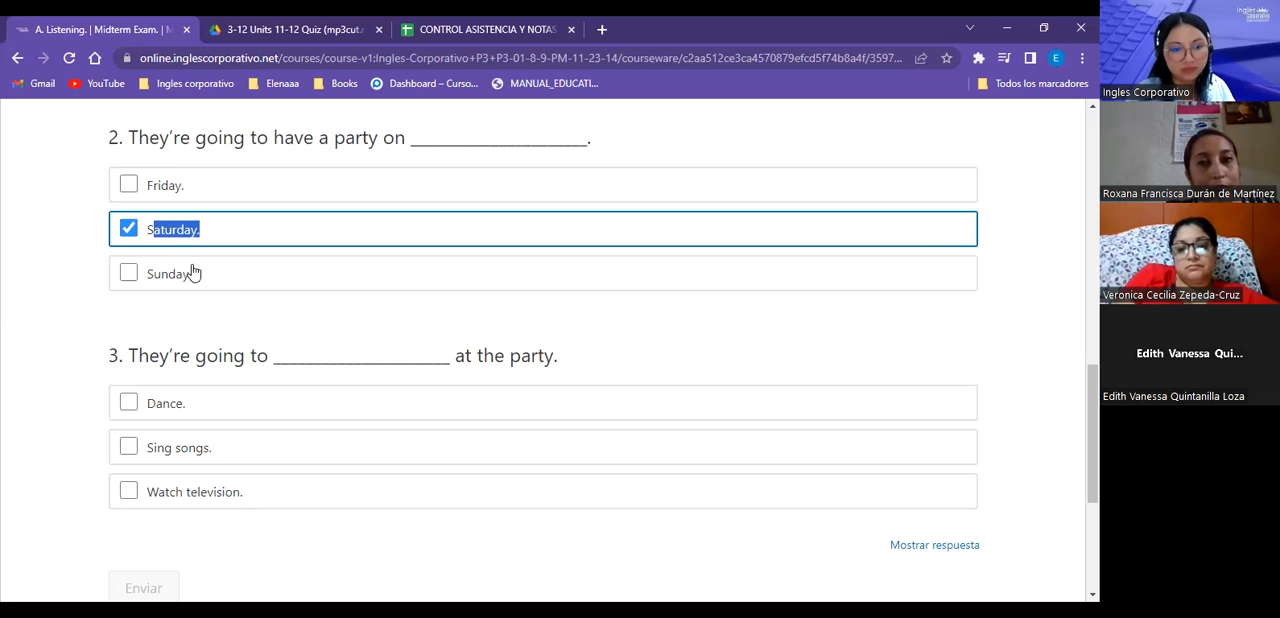 A. Listening. | Midterm Exam. | M
3-12 Units 11-12 Quiz (mp3cut.
CONTROL ASISTENCIA Y NOTAS
online.inglescorporativo.net/courses/course-v1:Ingles-Corporativo+P3+P3-01-8-9-PM-11-23-14/courseware/c2aa512ce3ca4570879efcd5f74b8a4f/3597...
E
Gmail
YouTube
Ingles corporativo
Elenaaa
Books
Dashboard – Curso...
MANUAL_EDUCATI...
Todos los marcadores
2. They're going to have a party on ____________________.
Friday.
Saturday.
Sunday
3. They're going to ____________________ at the party.
Dance.
Sing songs.
Watch television.
Mostrar respuesta
Enviar
Ingles Corporativo
Roxana Francisca Durán de Martínez
Veronica Cecilia Zepeda-Cruz
Edith Vanessa Qui...
Edith Vanessa Quintanilla Loza